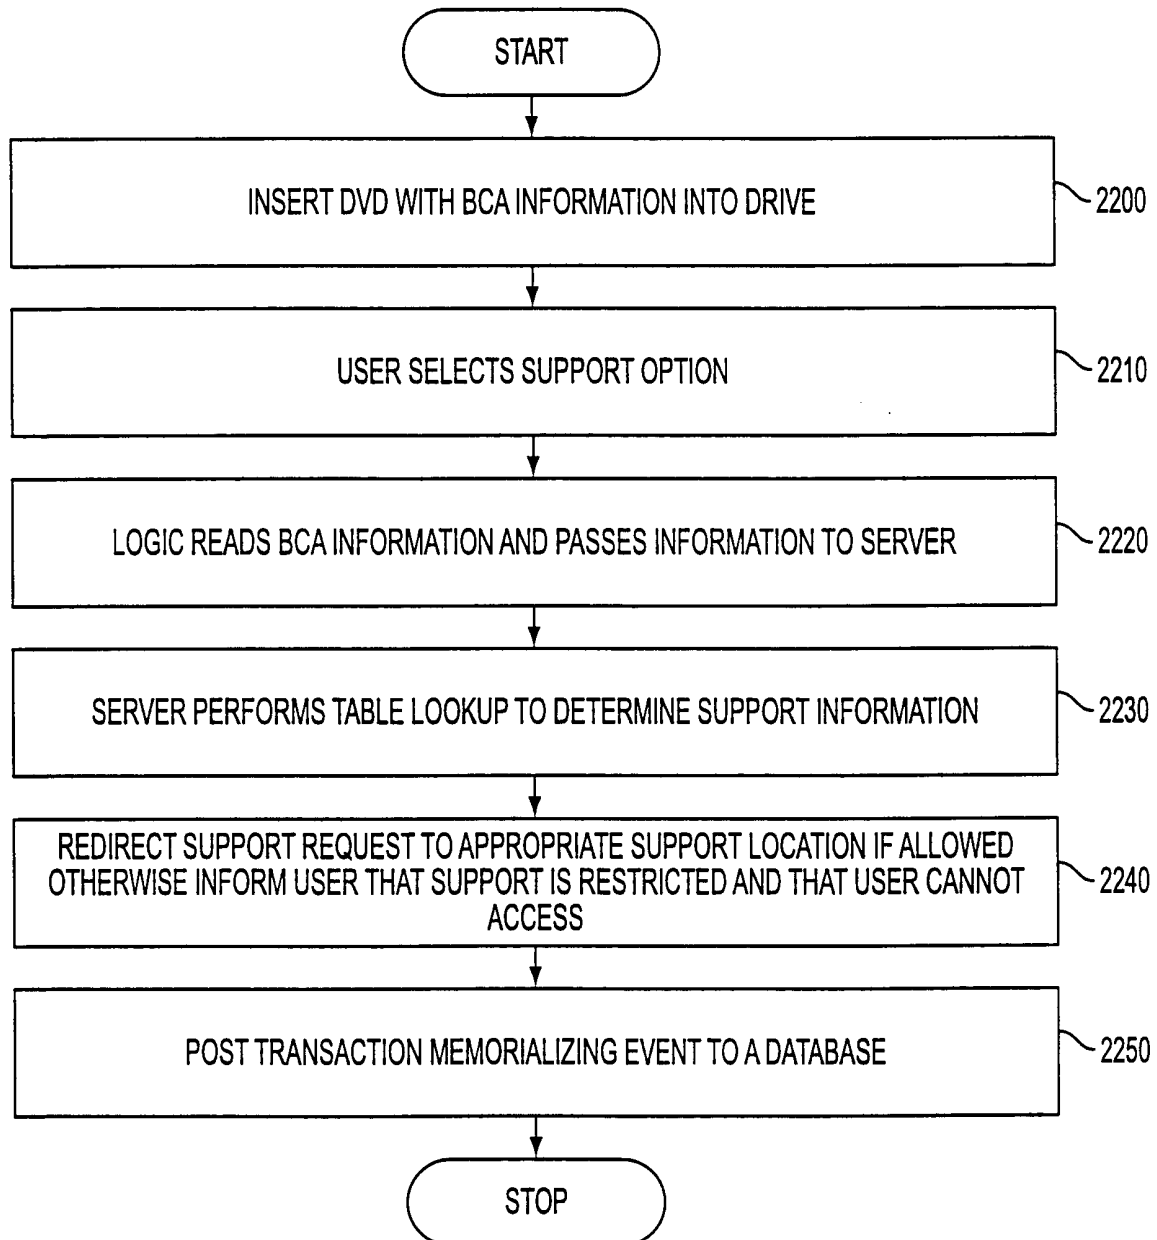 START
INSERT DVD WITH BCA INFORMATION INTO DRIVE
2200
USER SELECTS SUPPORT OPTION
2210
LOGIC READS BCA INFORMATION AND PASSES INFORMATION TO SERVER
2220
SERVER PERFORMS TABLE LOOKUP TO DETERMINE SUPPORT INFORMATION
2230
REDIRECT SUPPORT REQUEST TO APPROPRIATE SUPPORT LOCATION IF ALLOWED
OTHERWISE INFORM USER THAT SUPPORT IS RESTRICTED AND THAT USER CANNOT
ACCESS
2240
POST TRANSACTION MEMORIALIZING EVENT TO A DATABASE
2250
STOP